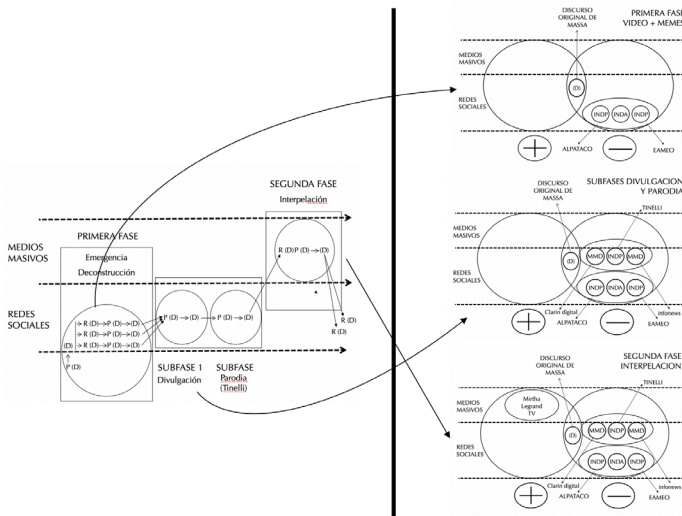 SEGUNDA FASE
Interpelación
PRIMERA FASE
MEDIOS
MASIVOS
Emergencia
Deconstrucción
R (D) P (D) → (D)
REDES
SOCIALES
→ R (D)→P (D)→(D)
→ R (D)→P (D)→(D)
→ R (D)→P (D)→(D)
(D)
P (D)
P (D) → (D)
P (D) → (D)
R (D)
R (D)
SUBFASE 1
Divulgación
SUBFASE
Parodia
(Tinelli)
PRIMERA FASE
VIDEO + MEMES
DISCURSO
ORIGINAL DE
MASSA
MEDIOS
MASIVOS
REDES
SOCIALES
(D)
INDP INDA INDP
+
—
ALPATACO
EAMEO
SUBFASES DIVULGACION
Y PARODIA
DISCURSO
ORIGINAL DE
MASSA
TINELLI
MEDIOS
MASIVOS
REDES
SOCIALES
(D)
MMD INDP MMD
INDP INDA INDP
+
—
Clarin digital
ALPATACO
infonews
EAMEO
SEGUNDA FASE
INTERPELACION
DISCURSO
ORIGINAL DE
MASSA
TINELLI
MEDIOS
MASIVOS
Mirtha
Legrand
TV
REDES
SOCIALES
(D)
MMD INDP MMD
INDP INDA INDP
+
—
Clarin digital
ALPATACO
infonews
EAMEO